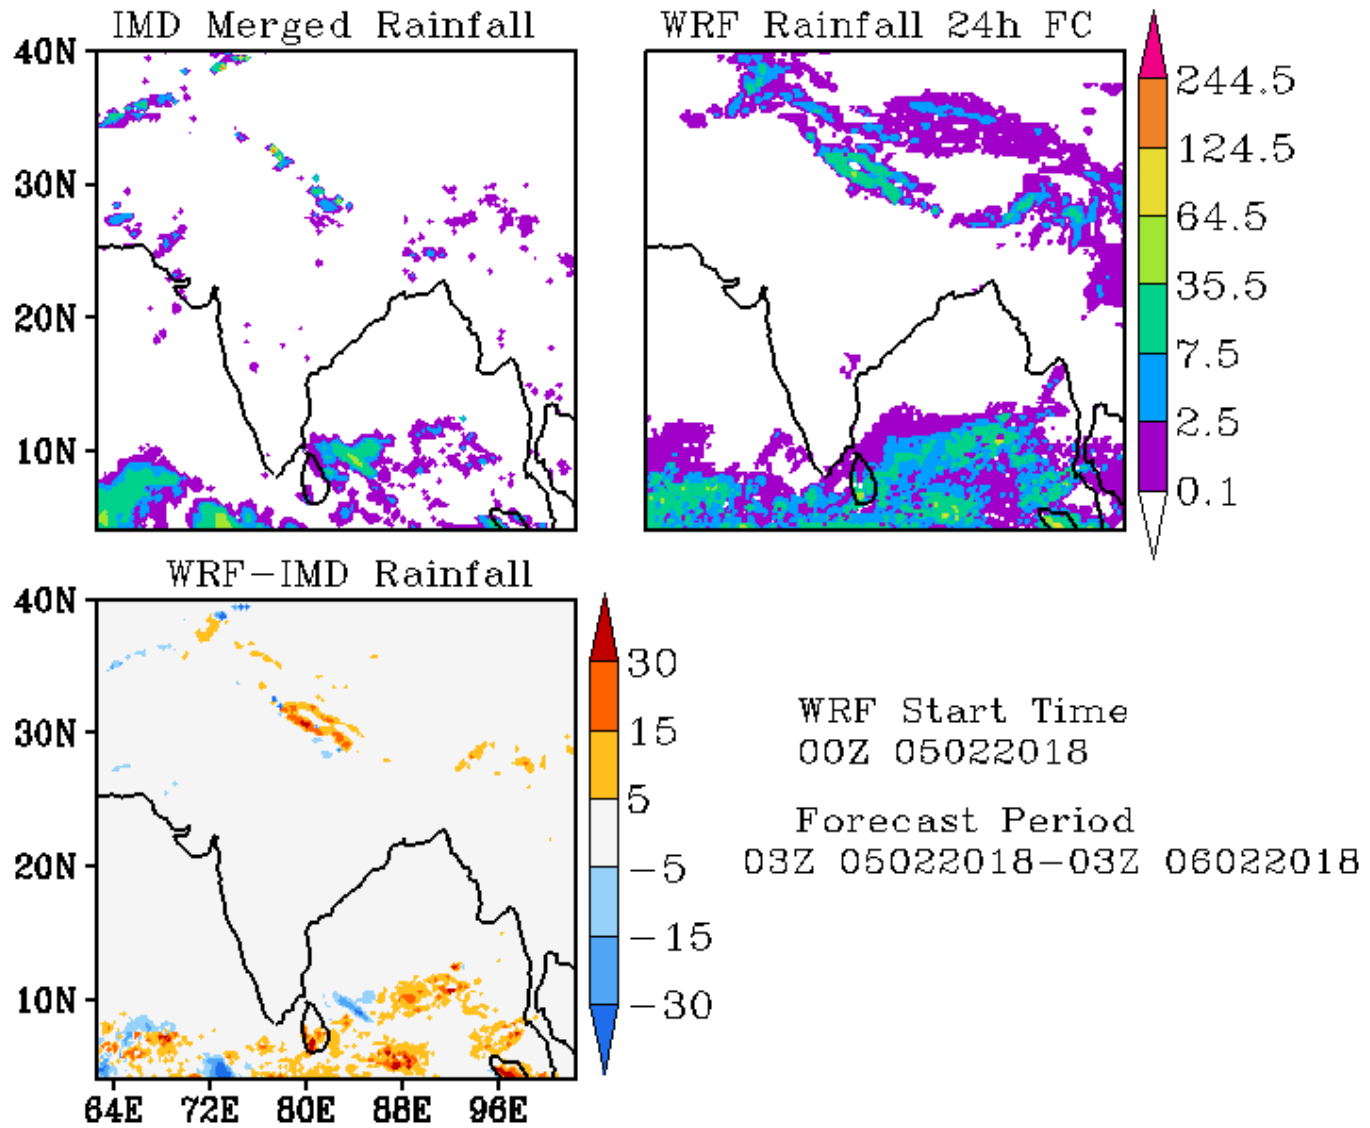 IMD Merged Rainfall
WRF Rainfall 24h FC
40N
30N
20N
10N
244.5
124.5
64.5
35.5
7.5
2.5
0.1
WRF-IMD Rainfall
40N
30N
20N
10N
64E 72E 80E 88E 96E
30
15
5
-5
-15
-30
WRF Start Time
00Z 05022018
Forecast Period
03Z 05022018-03Z 06022018